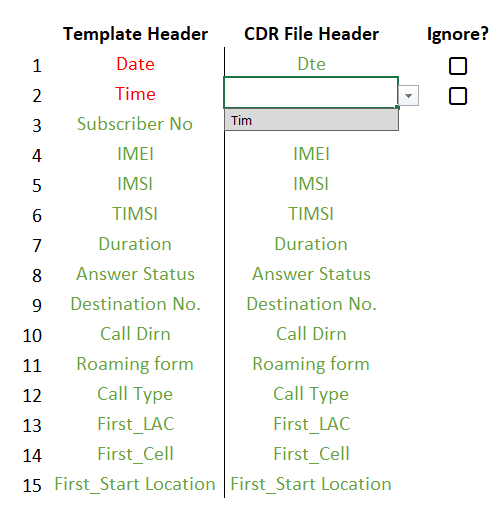 Template Header CDR File Header Ignore?
1 Date Dte
2 Time
3 Subscriber No Tim
4 IMEI IMEI
5 IMSI IMSI
6 TIMSI TIMSI
7 Duration Duration
8 Answer Status Answer Status
9 Destination No. Destination No.
10 Call Dirn Call Dirn
11 Roaming form Roaming form
12 Call Type Call Type
13 First_LAC First_LAC
14 First_Cell First_Cell
15 First_Start Location First_Start Location